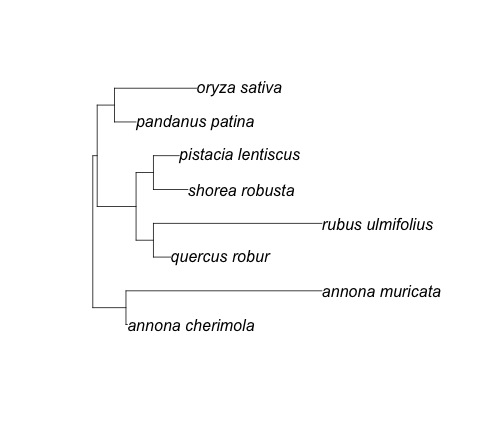 oryza sativa
pandanus patina
pistacia lentiscus
shorea robusta
rubus ulmifolius
quercus robur
annona muricata
annona cherimola